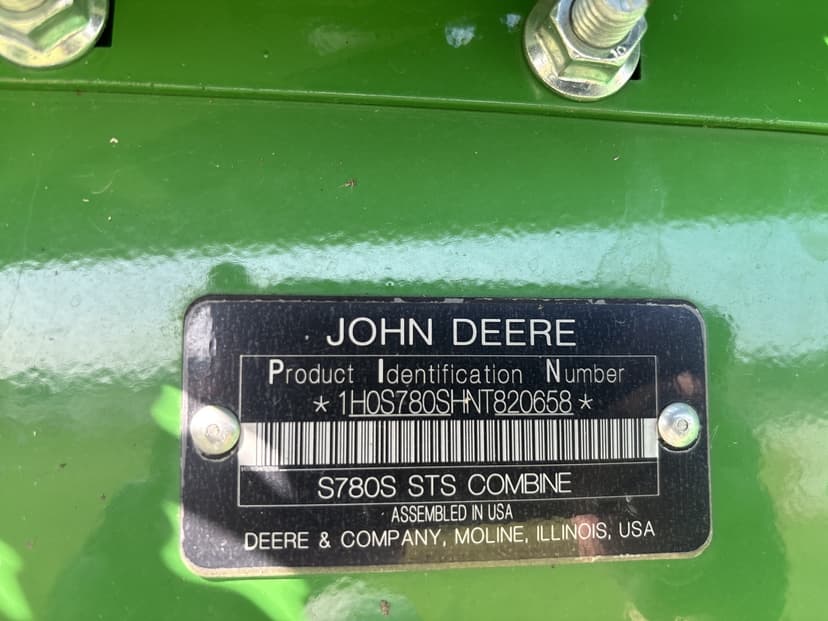 JOHN DEERE
Product Identification Number
*1H0S780SHNT820658*
S780S STS COMBINE
ASSEMBLED IN USA
DEERE & COMPANY, MOLINE, ILLINOIS, USA